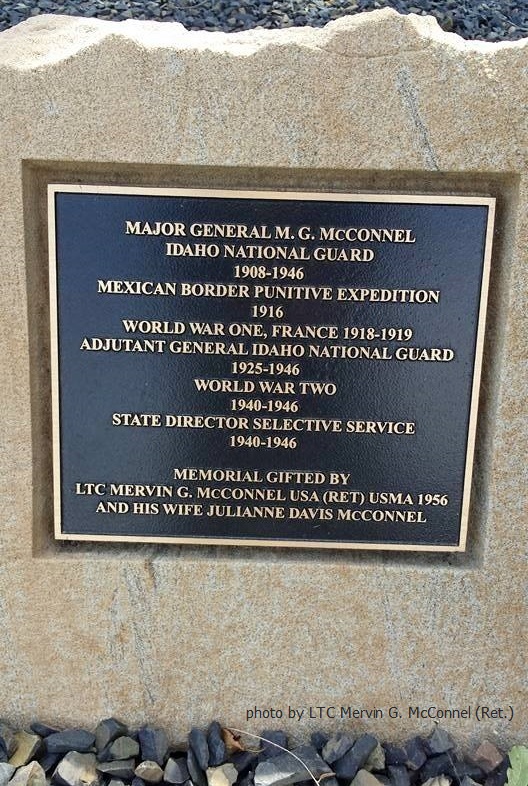 MAJOR GENERAL M. G. McCONNEL
IDAHO NATIONAL GUARD
1908-1946
MEXICAN BORDER PUNITIVE EXPEDITION
1916
WORLD WAR ONE, FRANCE 1918-1919
ADJUTANT GENERAL IDAHO NATIONAL GUARD
1925-1946
WORLD WAR TWO
1940-1946
STATE DIRECTOR SELECTIVE SERVICE
1940-1946
MEMORIAL GIFTED BY
LTC MERVIN G. McCONNEL USA (RET) USMA 1956
AND HIS WIFE JULIANNE DAVIS McCONNEL
photo by LTC Mervin G. McConnel (Ret.)